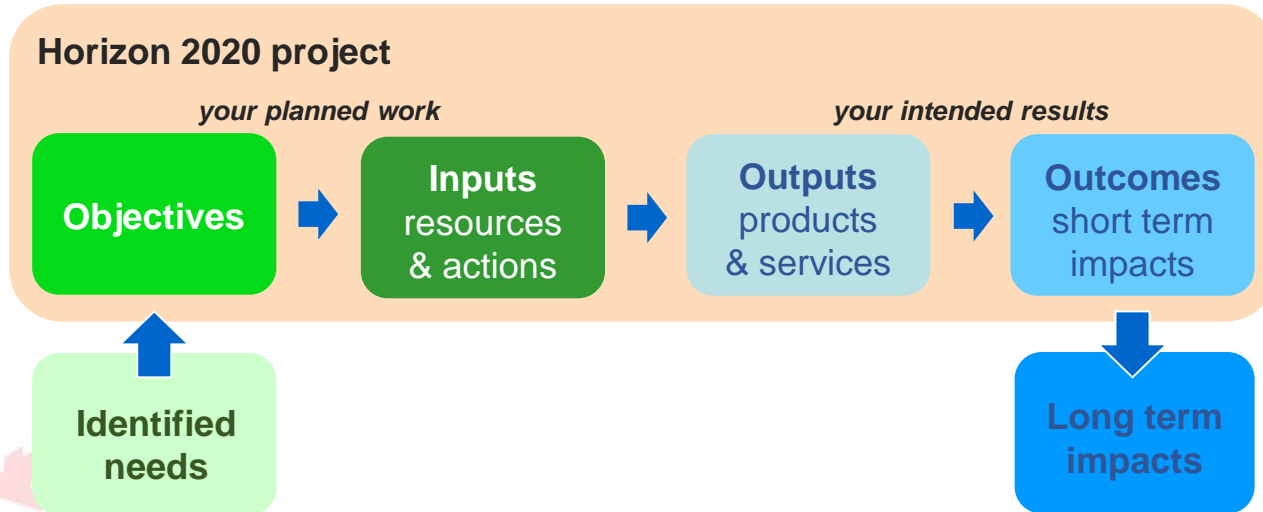 Horizon 2020 project
your planned work
your intended results
Objectives
Inputs
resources
& actions
Outputs
products
& services
Outcomes
short term
impacts
Identified
needs
Long term
impacts